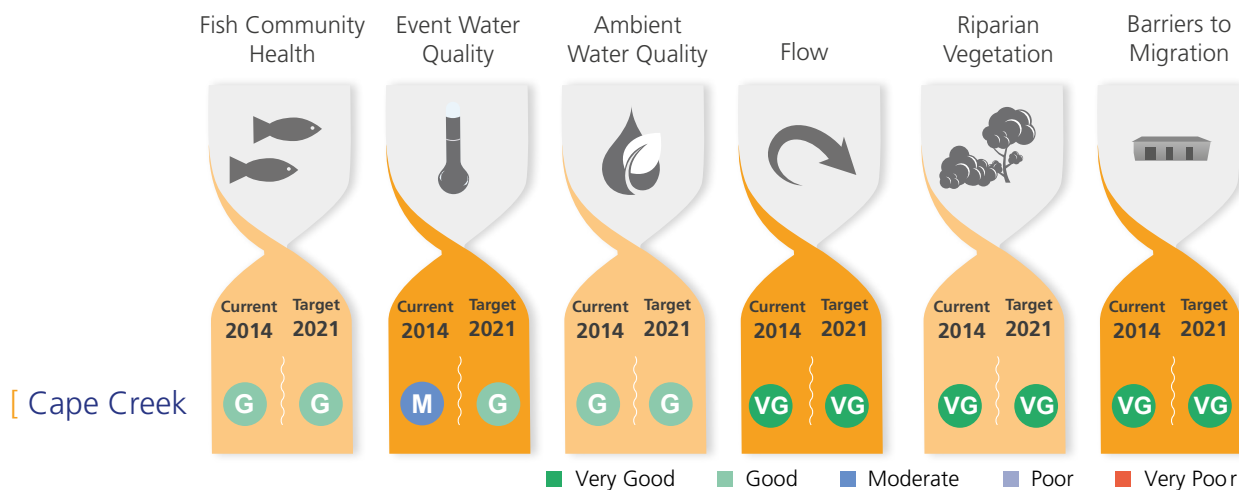 Fish Community
Health
Event Water
Quality
Ambient
Water Quality
Flow
Riparian
Vegetation
Barriers to
Migration
Current Target
2014 2021
Current Target
2014 2021
Current Target
2014 2021
Current Target
2014 2021
Current Target
2014 2021
Current Target
2014 2021
[ Cape Creek
G G
M G
G G
VG VG
VG VG
VG VG
Very Good Good Moderate Poor Very Poor